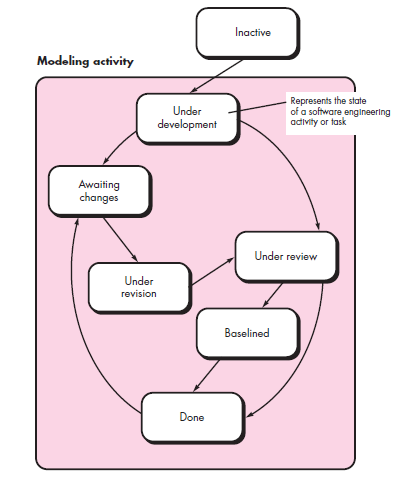 Inactive
Modeling activity
Under
development
Represents the state
of a software engineering
activity or task
Awaiting
changes
Under review
Under
revision
Baselined
Done